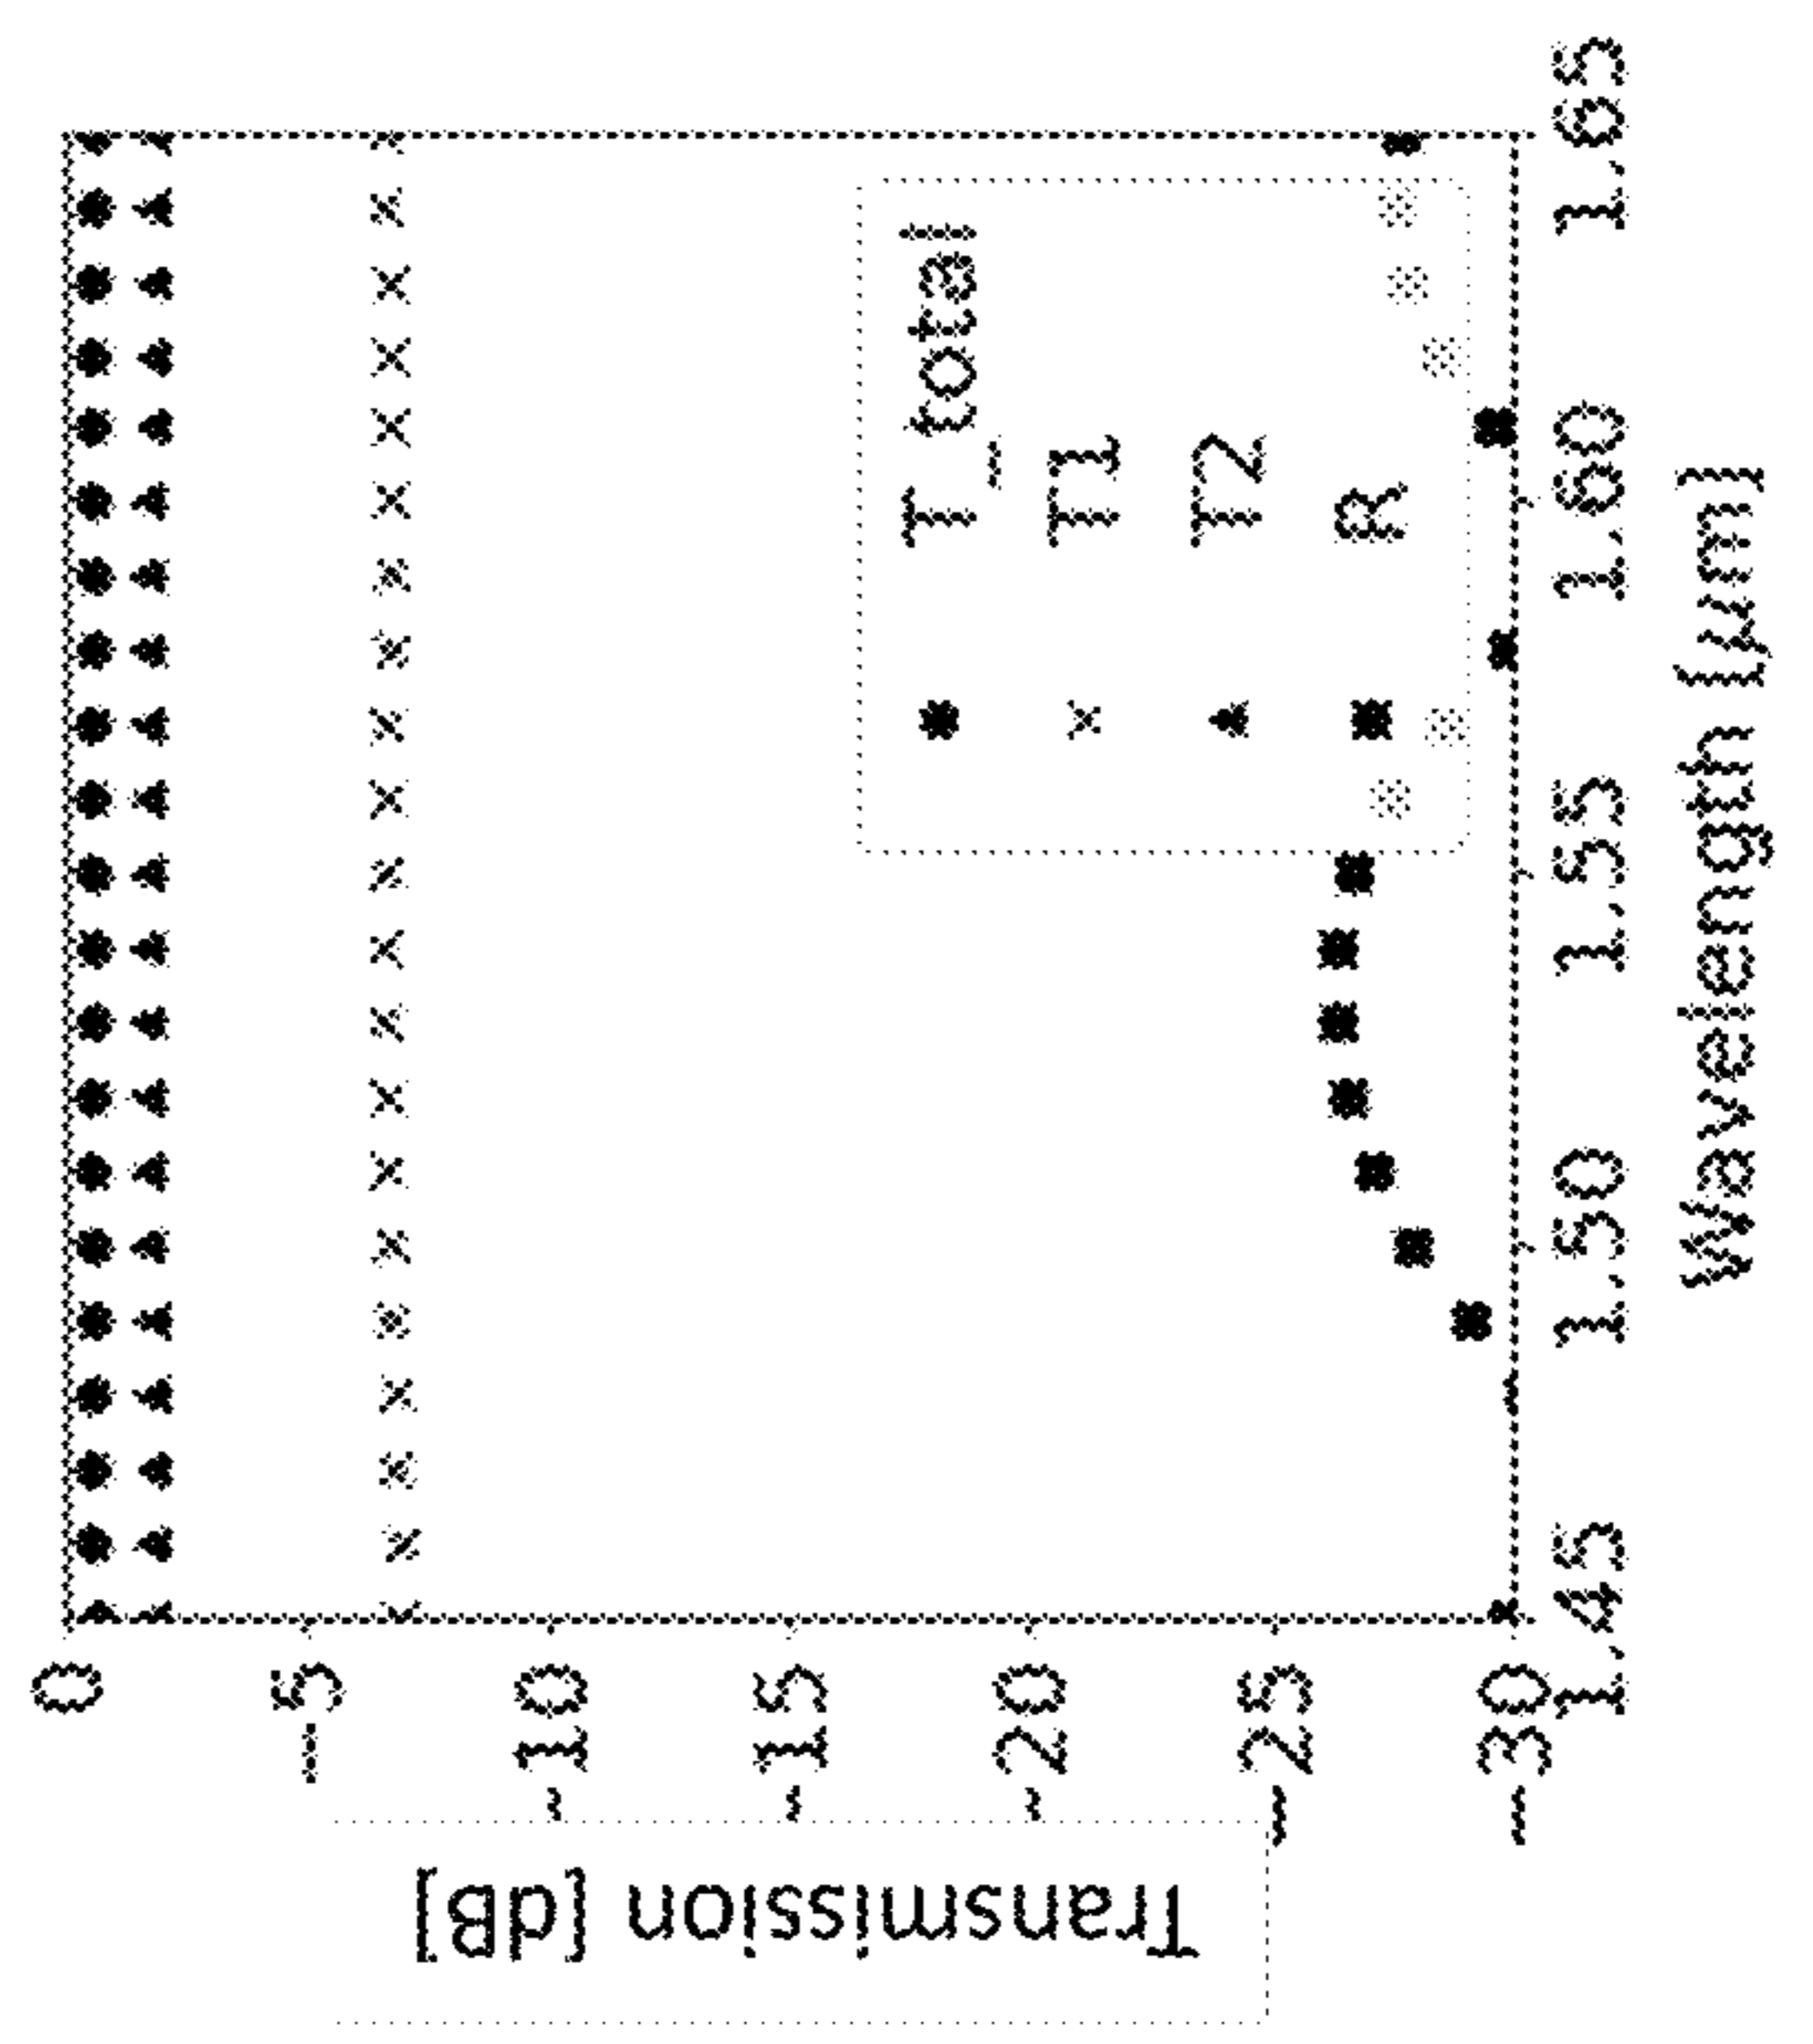 Transmission [dB]
0
-5
-10
-15
-20
-25
-30
T_total
T1
T2
R
1.45
1.50
1.55
1.60
1.65
Wavelength [μm]